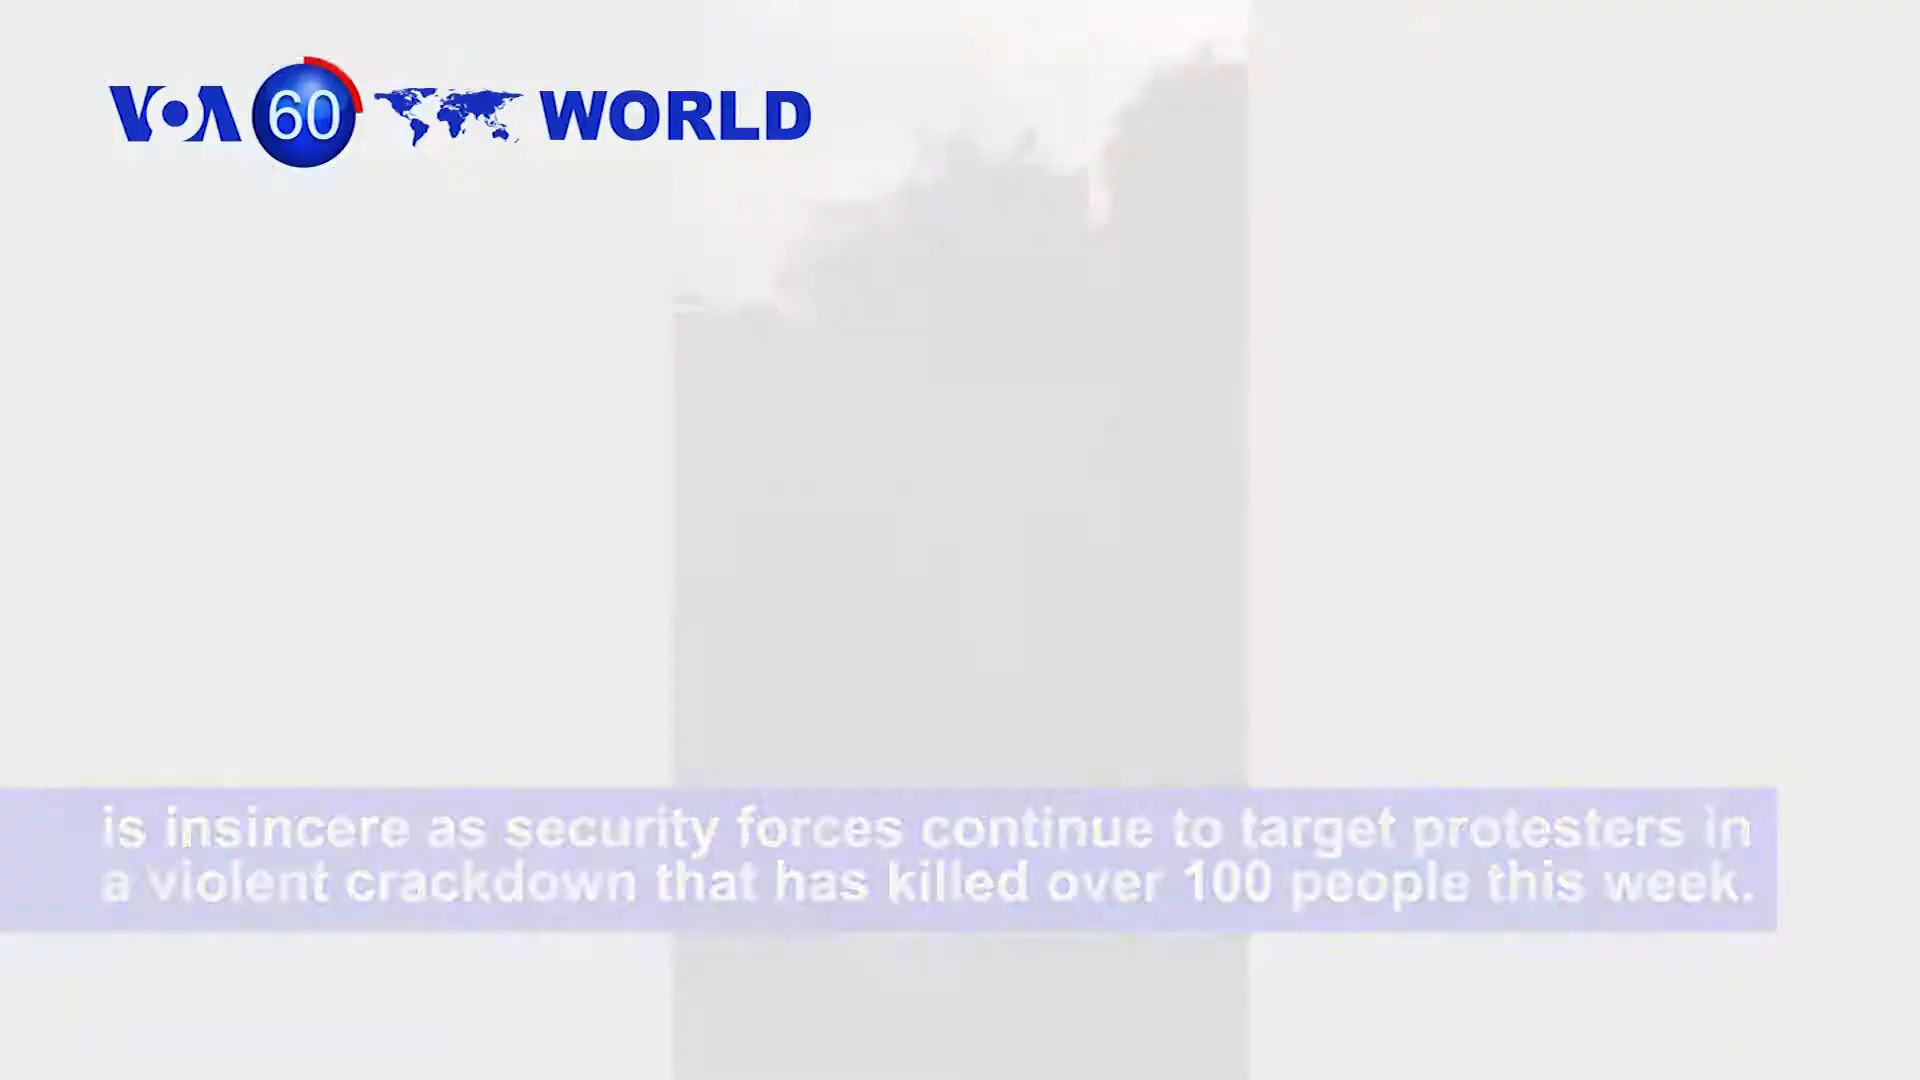 VOA 60 WORLD
is insincere as security forces continue to target protesters in
a violent crackdown that has killed over 100 people this week.